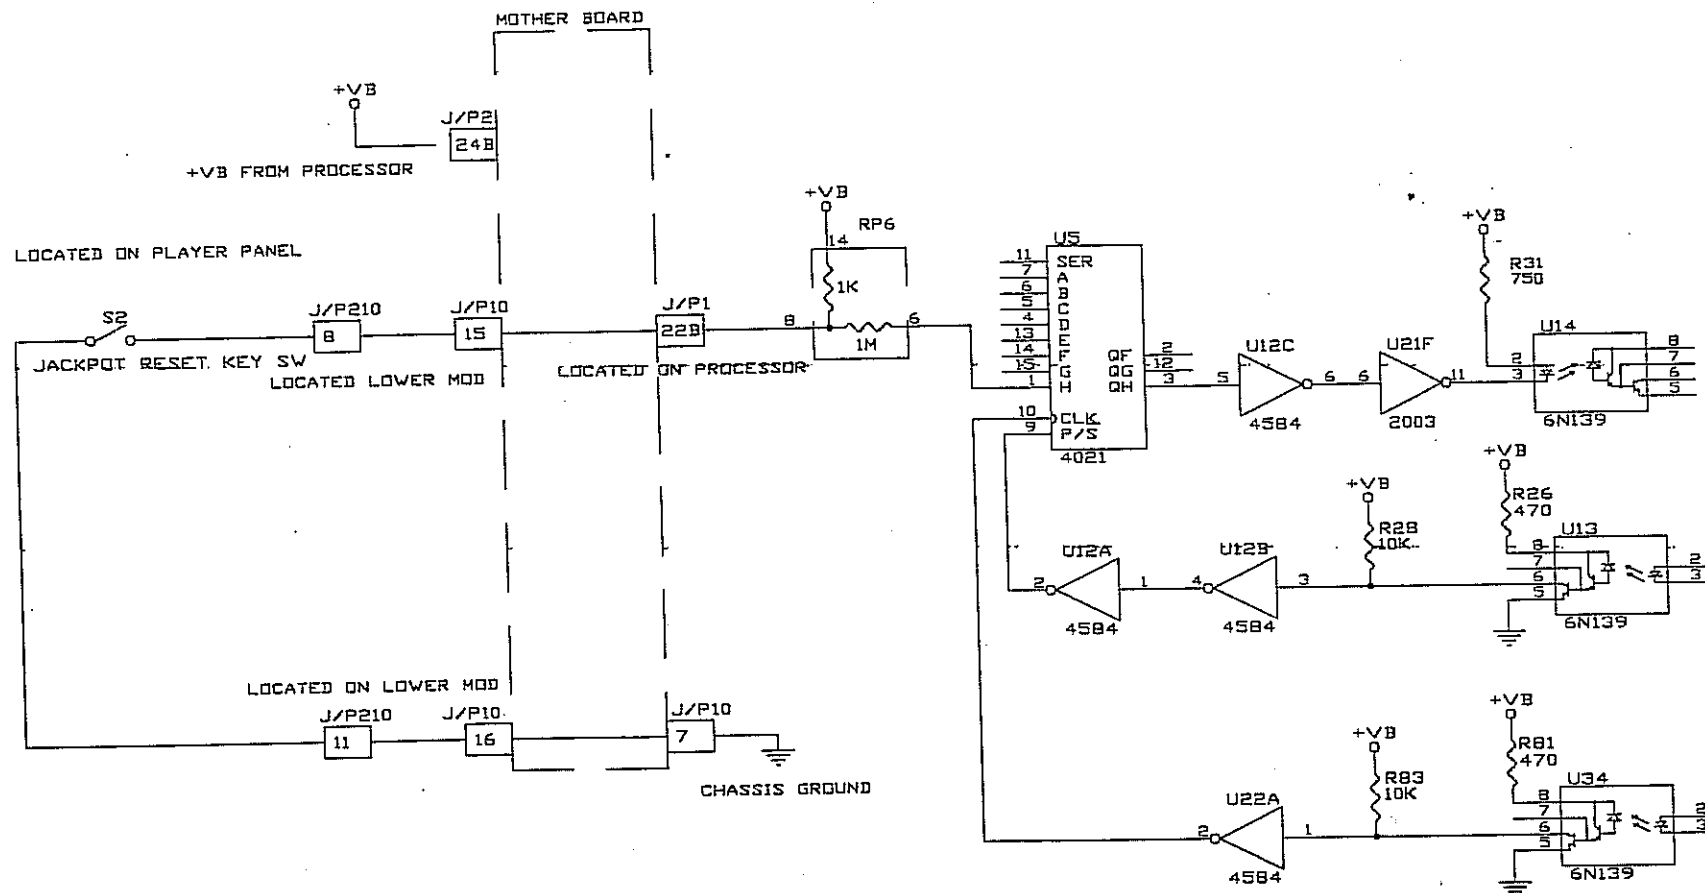 MOTHER BOARD
+VB
J/P2
24B
+VB FROM PROCESSOR
+VB
RP6
14
1K
LOCATED ON PLAYER PANEL
S2
J/P210
8
J/P10
15
J/P1
22B
8
6
1M
JACKPOT RESET KEY SW
LOCATED LOWER MOD
LOCATED ON PROCESSOR
U5
11 SER
7 A
6 B
5 C
4 D
13 E
14 F
15 G
1 H
QF 2
QG 12
QH 3
10 CLK
9 P/S
4021
U12C
5
6
4584
U21F
6
11
2003
+VB
R31
750
U14
2
3
8
7
6
5
6N139
+VB
R26
470
U13
8
7
6
5
2
3
6N139
+VB
R28
10K
U12A
2
1
4584
U12B
4
3
4584
LOCATED ON LOWER MOD
J/P210
11
J/P10
16
J/P10
7
CHASSIS GROUND
+VB
R83
10K
U22A
2
1
4584
+VB
R81
470
U34
8
7
6
5
2
3
6N139